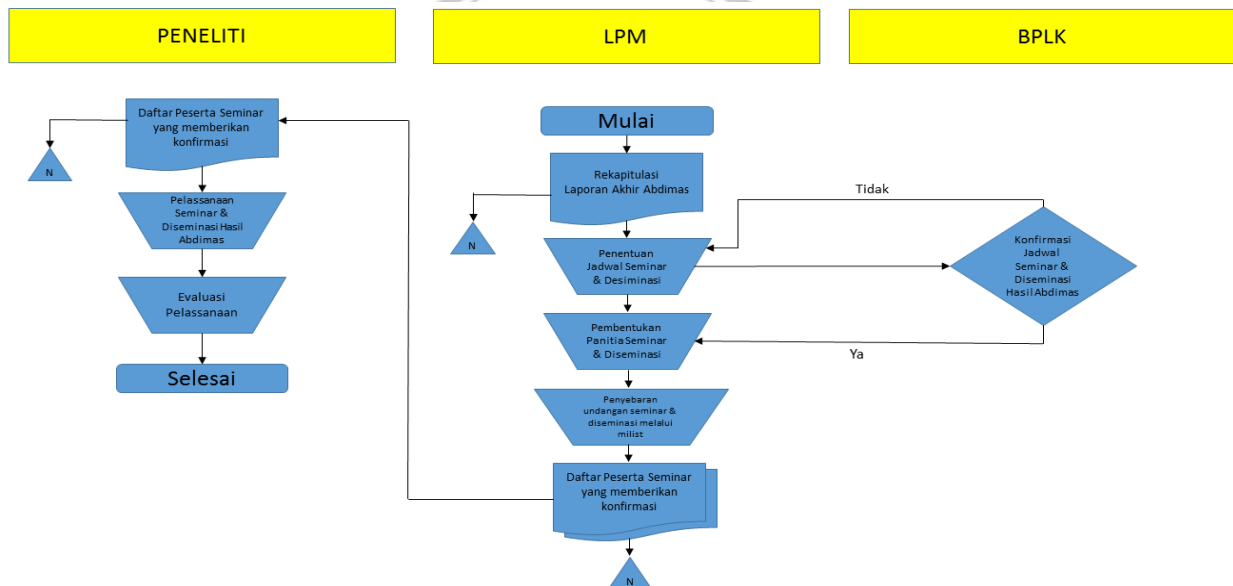 PENELITI
LPM
BPLK
Daftar Peserta Seminar
yang memberikan
konfirmasi
N
Pelassanaan
Seminar &
Diseminasi Hasil
Abdimas
Evaluasi
Pelassanaan
Selesai
Mulai
Rekapitulasi
Laporan Akhir Abdimas
N
Penentuan
Jadwal Seminar
& Desiminasi
Pembentukan
Panitia Seminar
& Diseminasi
Penyebaran
undangan seminar &
diseminasi melalui
milist
Daftar Peserta Seminar
yang memberikan
konfirmasi
N
Tidak
Konfirmasi
Jadwal
Seminar &
Diseminasi
Hasil Abdimas
Ya